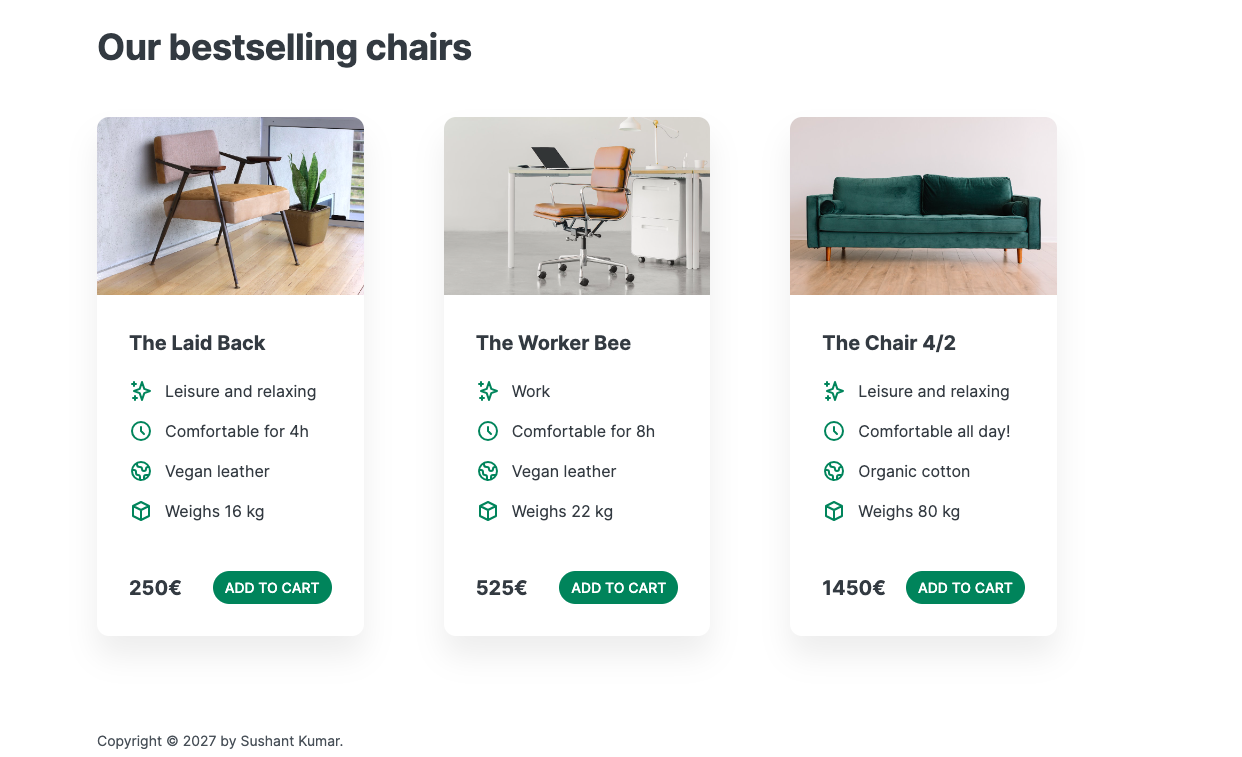 Our bestselling chairs
The Laid Back
Leisure and relaxing
Comfortable for 4h
Vegan leather
Weighs 16 kg
250€
ADD TO CART
The Worker Bee
Work
Comfortable for 8h
Vegan leather
Weighs 22 kg
525€
ADD TO CART
The Chair 4/2
Leisure and relaxing
Comfortable all day!
Organic cotton
Weighs 80 kg
1450€
ADD TO CART
Copyright © 2027 by Sushant Kumar.